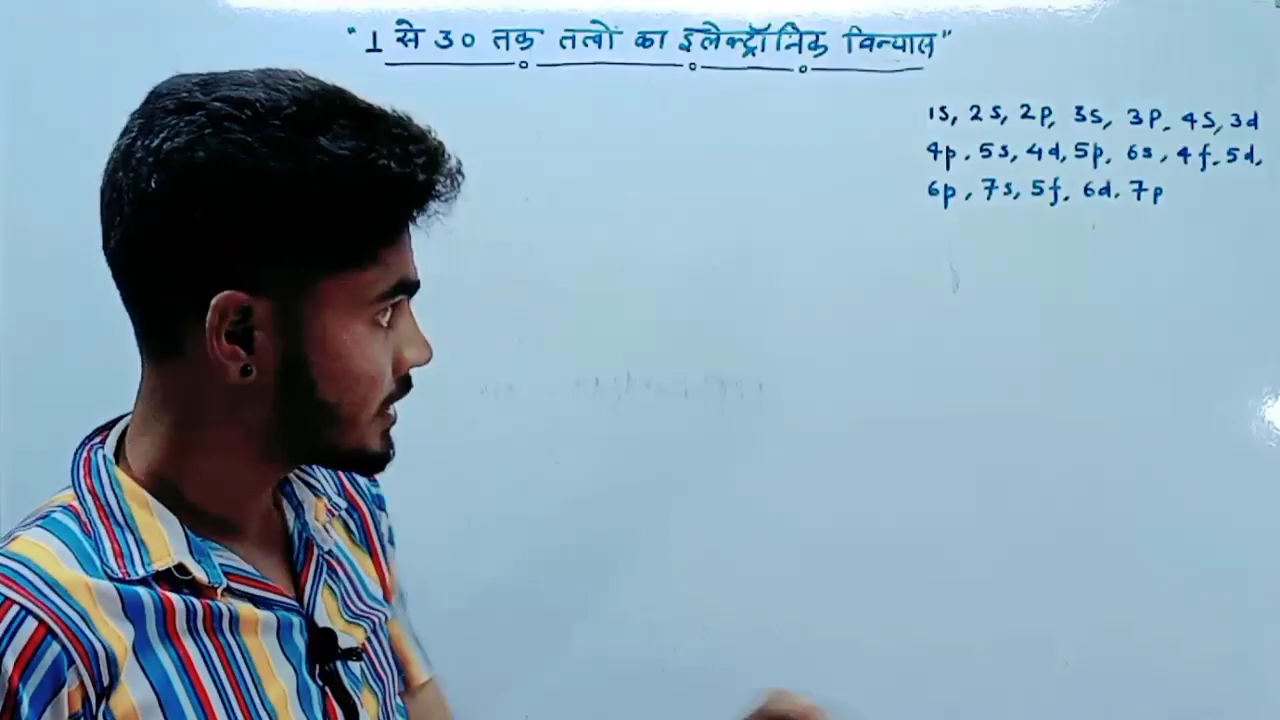 "1 से 30 तक तत्वों का इलेक्ट्रॉनिक विन्यास"
1s, 2s, 2p, 3s, 3p, 4s, 3d
4p, 5s, 4d, 5p, 6s, 4f, 5d,
6p, 7s, 5f, 6d, 7p